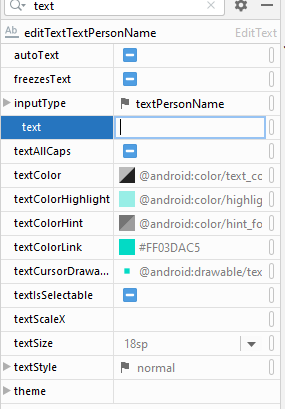 text
Ab editTextTextPersonName EditText
autoText
freezesText
inputType textPersonName
text
textAllCaps
textColor @android:color/text_cc
textColorHighlight @android:color/highlig
textColorHint @android:color/hint_fo
textColorLink #FF03DAC5
textCursorDrawa... @android:drawable/tex
textIsSelectable
textScaleX
textSize 18sp
textStyle normal
theme